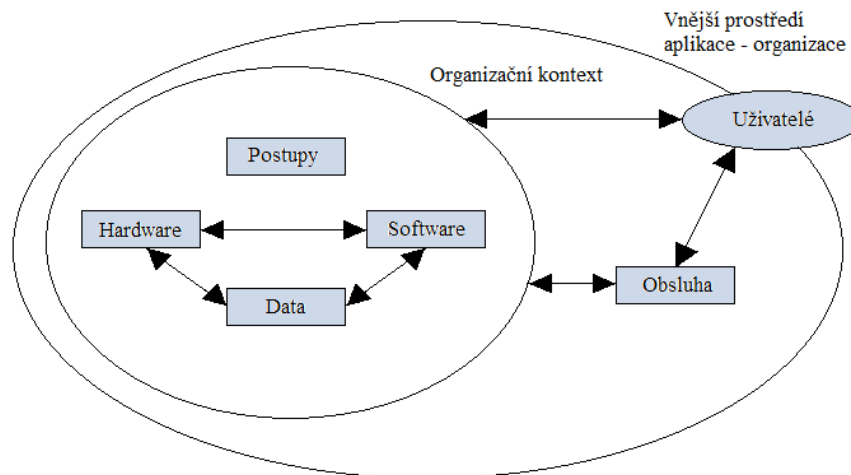 Vnější prostředí
aplikace - organizace
Organizační kontext
Uživatelé
Postupy
Hardware
Software
Data
Obsluha